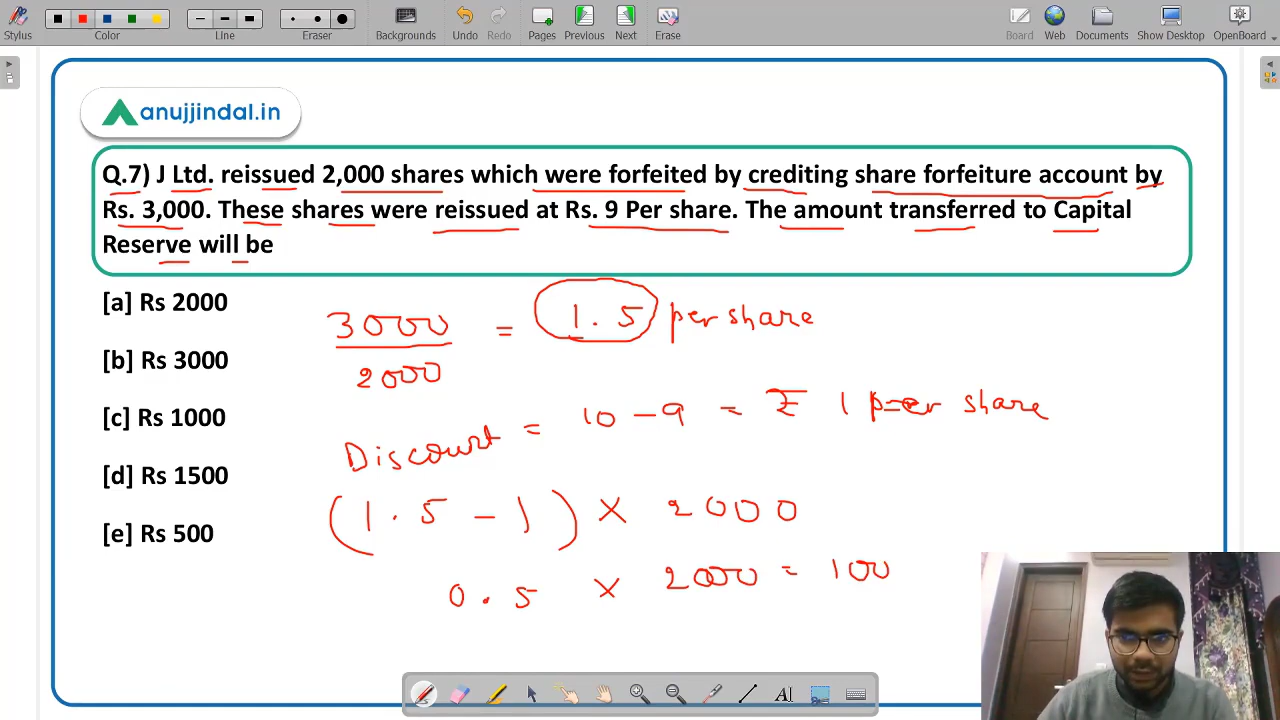 Stylus
Color
Line
Eraser
Backgrounds
Undo
Redo
Pages
Previous
Next
Erase
Board
Web
Documents
Show Desktop
OpenBoard
anujjindal.in
Q.7) J Ltd. reissued 2,000 shares which were forfeited by crediting share forfeiture account by
Rs. 3,000. These shares were reissued at Rs. 9 Per share. The amount transferred to Capital
Reserve will be
[a] Rs 2000
[b] Rs 3000
[c] Rs 1000
[d] Rs 1500
[e] Rs 500
3000
2000
= 1.5 per share
Discount = 10 - 9 = ₹ 1 per share
(1.5 - 1) × 2000
0.5 × 2000 = 100
AI